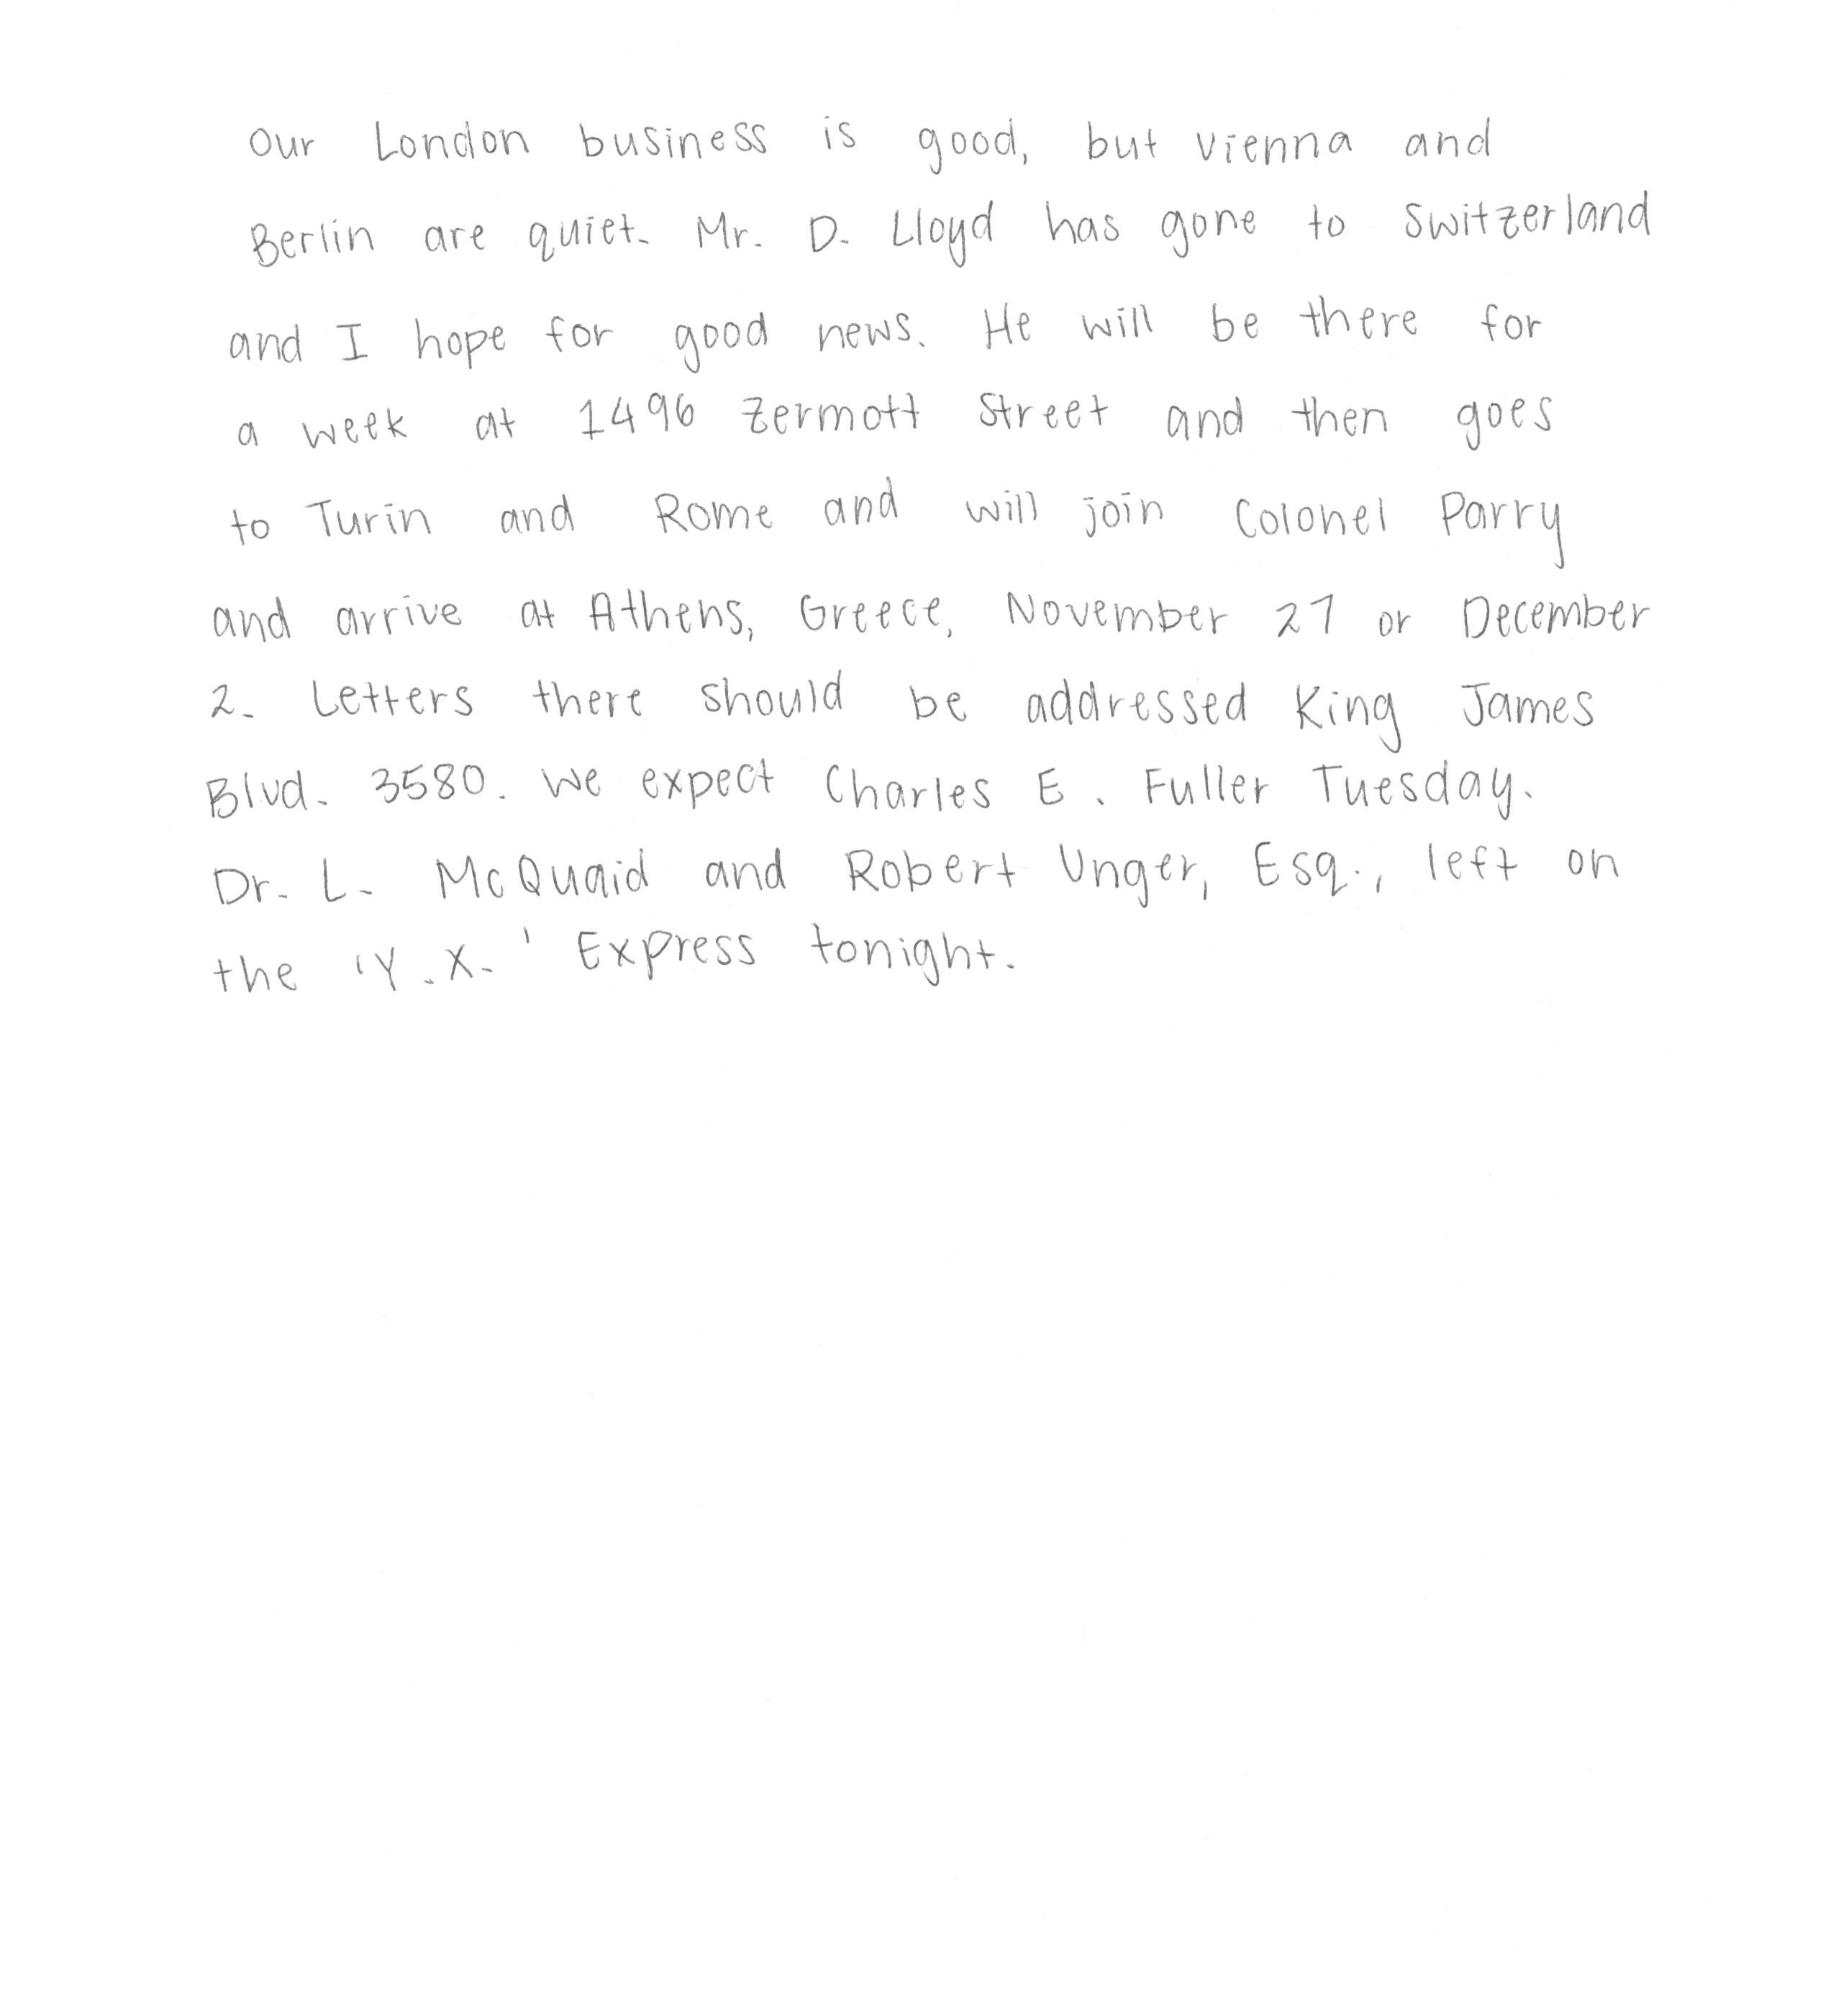 Our London business is good, but Vienna and
Berlin are quiet. Mr. D. Lloyd has gone to Switzerland
and I hope for good news. He will be there for
a week at 1496 Zermott Street and then goes
to Turin and Rome and will join Colonel Parry
and arrive at Athens, Greece, November 27 or December
2. Letters there should be addressed King James
Blvd. 3580. We expect Charles E. Fuller Tuesday.
Dr. L. McQuaid and Robert Unger, Esq., left on
the 'Y.X.' Express tonight.